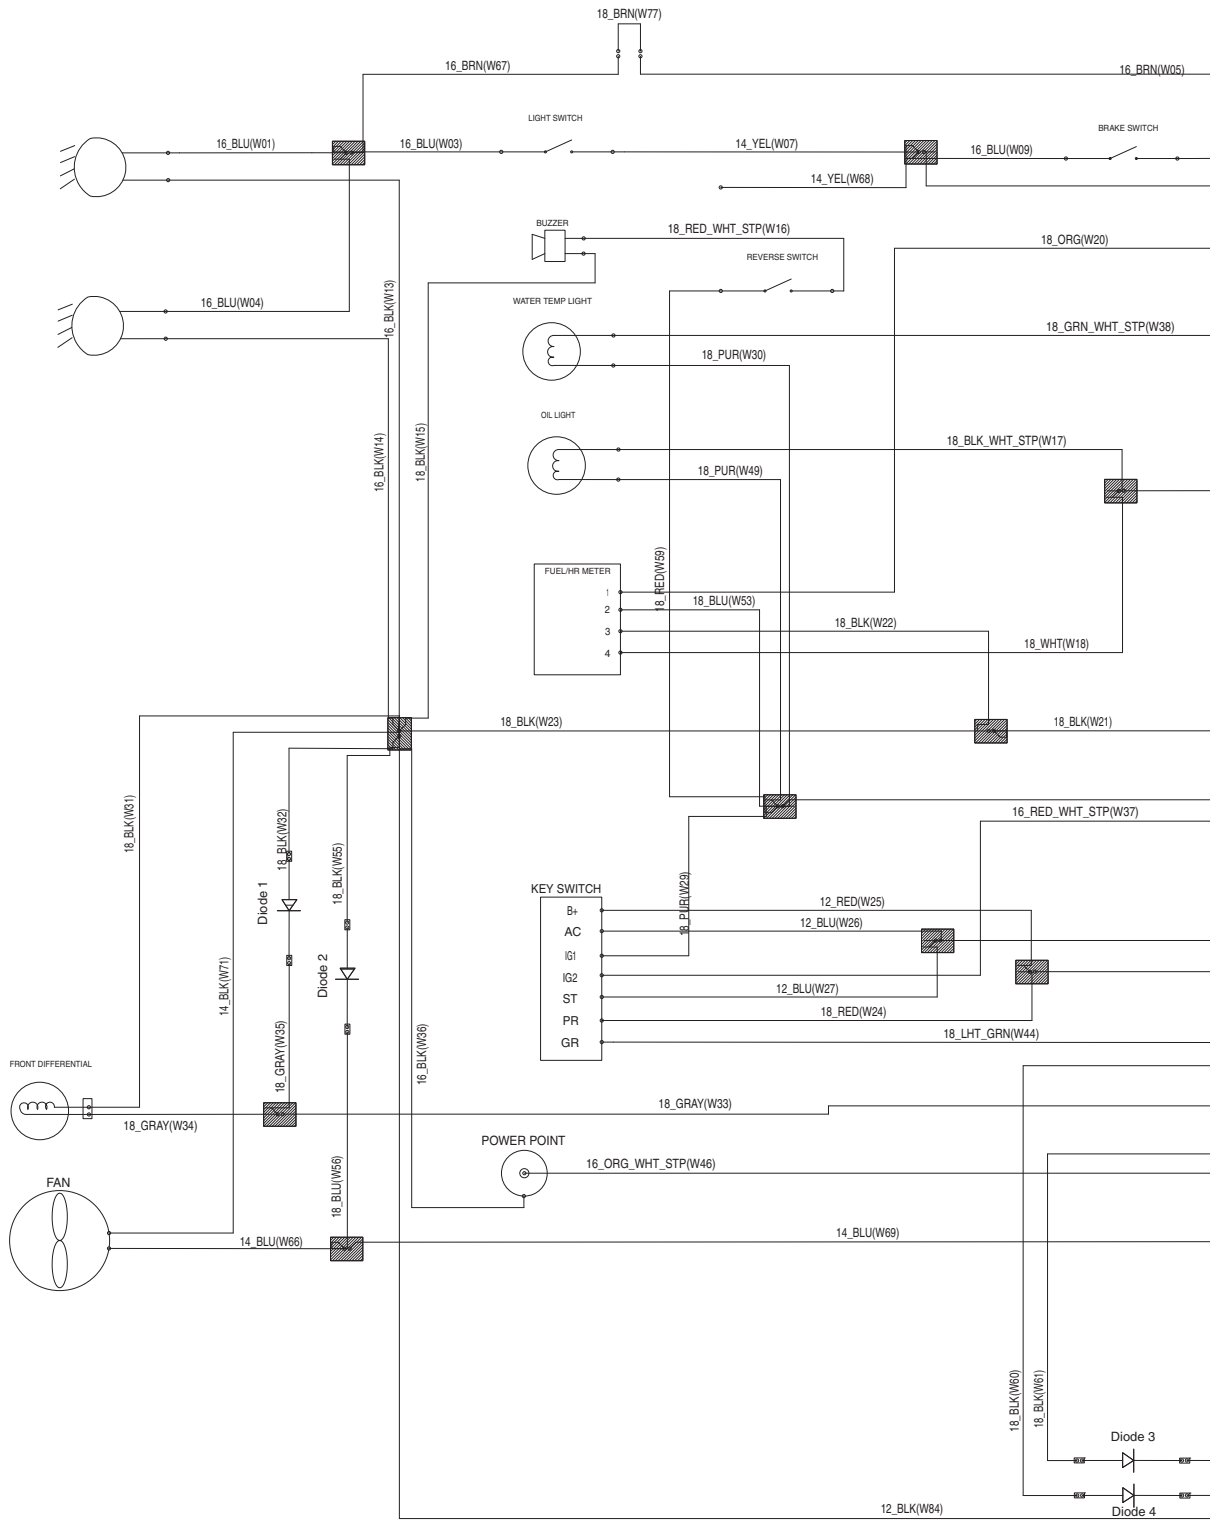 18_BRN(W77)
16_BRN(W67)
16_BRN(W05)
LIGHT SWITCH
BRAKE SWITCH
16_BLU(W01)
16_BLU(W03)
14_YEL(W07)
16_BLU(W09)
14_YEL(W68)
BUZZER
18_RED_WHT_STP(W16)
18_ORG(W20)
REVERSE SWITCH
16_BLK(W13)
16_BLU(W04)
WATER TEMP LIGHT
18_GRN_WHT_STP(W38)
18_PUR(W30)
OIL LIGHT
16_BLK(W14)
18_BLK(W15)
18_BLK_WHT_STP(W17)
18_PUR(W49)
18_RED(W59)
FUEL/HR METER
1
18_BLU(W53)
2
18_BLK(W22)
3
18_WHT(W18)
4
18_BLK(W23)
18_BLK(W21)
18_BLK(W31)
18_BLK(W32)
16_RED_WHT_STP(W37)
18_BLK(W55)
Diode 1
18_PUR(W29)
KEY SWITCH
B+
12_RED(W25)
AC
12_BLU(W26)
IG1
Diode 2
IG2
14_BLK(W71)
ST
12_BLU(W27)
PR
18_RED(W24)
18_GRAY(W35)
16_BLK(W36)
GR
18_LHT_GRN(W44)
FRONT DIFFERENTIAL
18_GRAY(W34)
18_GRAY(W33)
POWER POINT
16_ORG_WHT_STP(W46)
FAN
18_BLU(W56)
14_BLU(W66)
14_BLU(W69)
18_BLK(W60)
18_BLK(W61)
Diode 3
Diode 4
12_BLK(W84)